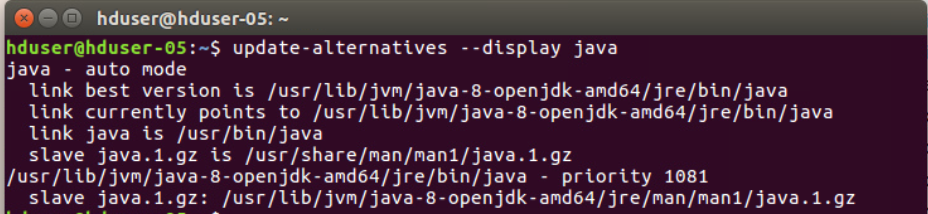 hduser@hduser-05: ~
hduser@hduser-05:~$ update-alternatives --display java
java - auto mode
  link best version is /usr/lib/jvm/java-8-openjdk-amd64/jre/bin/java
  link currently points to /usr/lib/jvm/java-8-openjdk-amd64/jre/bin/java
  link java is /usr/bin/java
  slave java.1.gz is /usr/share/man/man1/java.1.gz
/usr/lib/jvm/java-8-openjdk-amd64/jre/bin/java - priority 1081
  slave java.1.gz: /usr/lib/jvm/java-8-openjdk-amd64/jre/man/man1/java.1.gz